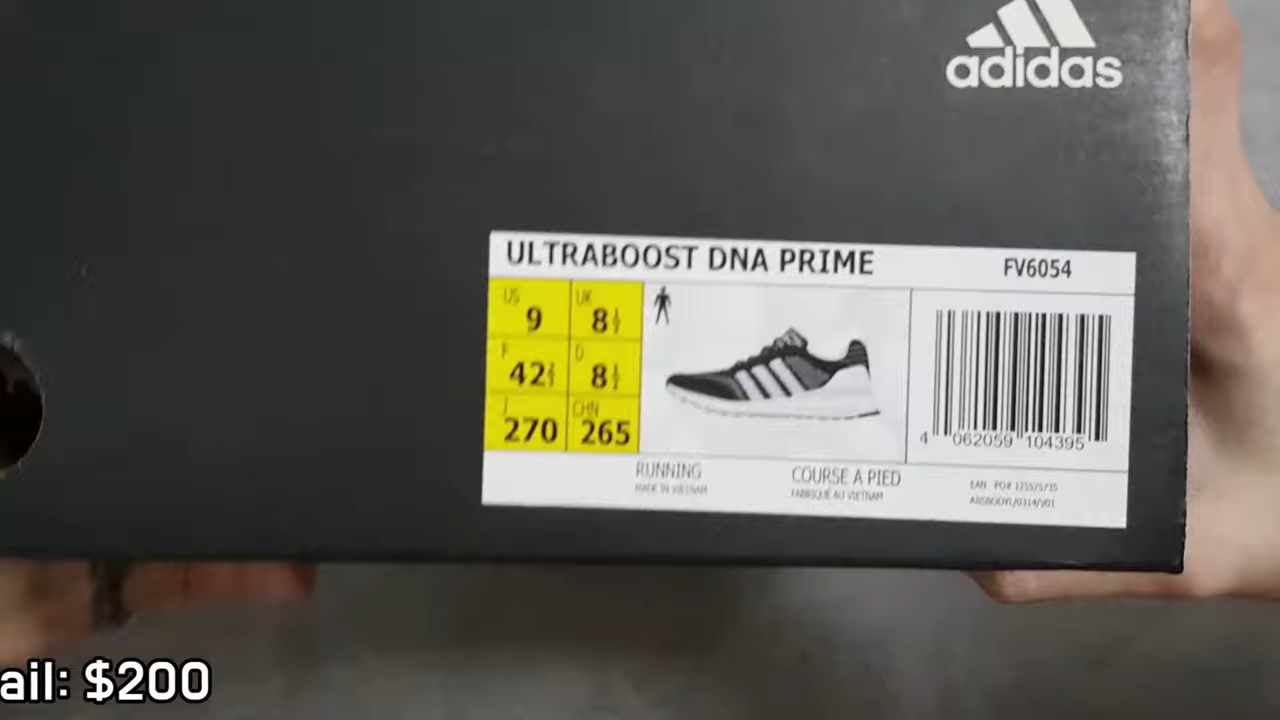 adidas
ULTRABOOST DNA PRIME
FV6054
US 9 UK 8½
F 42⅔ D 8½
J 270 CHN 265
4 062059 104395
RUNNING
MADE IN VIETNAM
COURSE A PIED
FABRIQUÉ AU VIETNAM
EAN PO#
ail: $200